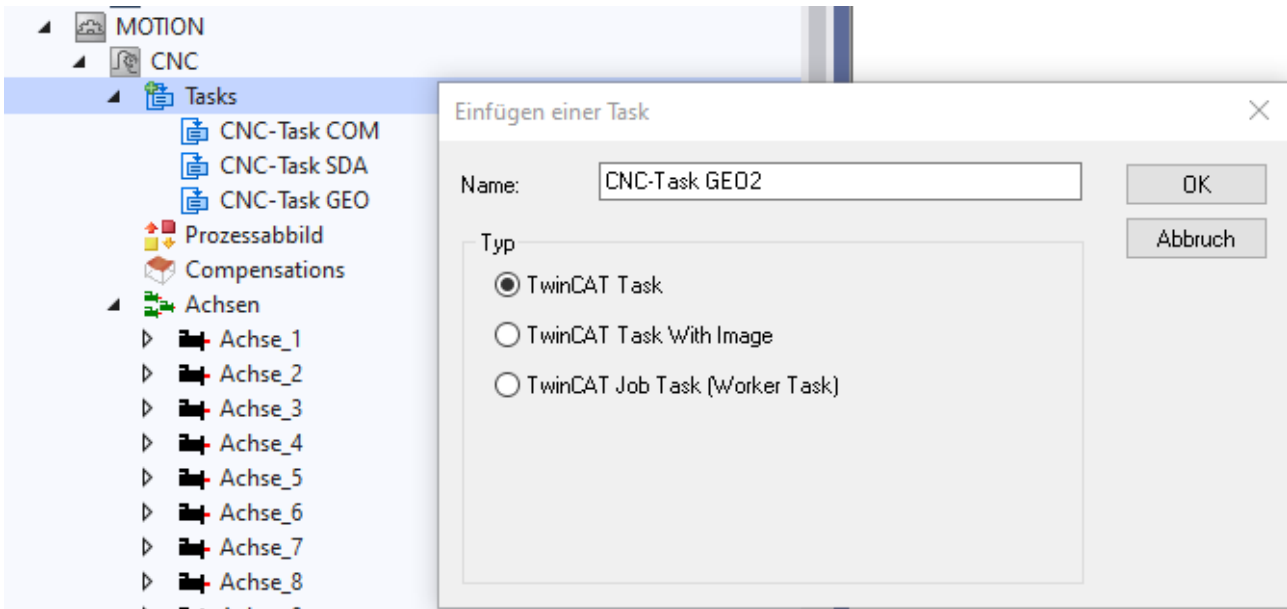 MOTION
CNC
Tasks
CNC-Task COM
CNC-Task SDA
CNC-Task GEO
Prozessabbild
Compensations
Achsen
Achse_1
Achse_2
Achse_3
Achse_4
Achse_5
Achse_6
Achse_7
Achse_8
Einfügen einer Task
Name: CNC-Task GEO2 OK
Abbruch
Typ
TwinCAT Task
TwinCAT Task With Image
TwinCAT Job Task (Worker Task)